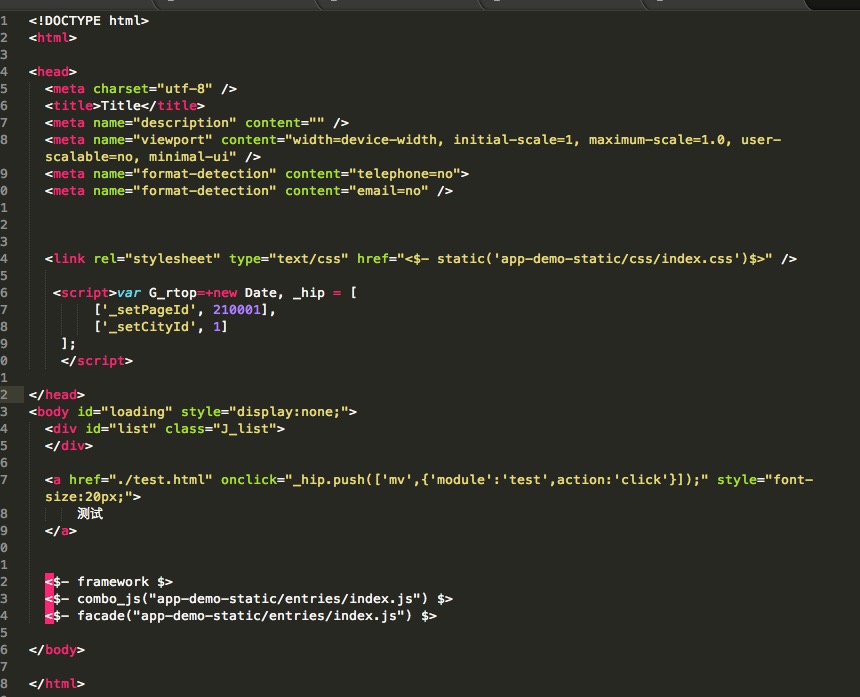 1 <!DOCTYPE html>
2 <html>
3
4 <head>
5 <meta charset="utf-8" />
6 <title>Title</title>
7 <meta name="description" content="" />
8 <meta name="viewport" content="width=device-width, initial-scale=1, maximum-scale=1.0, user-
scalable=no, minimal-ui" />
9 <meta name="format-detection" content="telephone=no">
0 <meta name="format-detection" content="email=no" />
1
2
3
4 <link rel="stylesheet" type="text/css" href="<$- static('app-demo-static/css/index.css')$>" />
5
6 <script>var G_rtop=+new Date, _hip = [
7 ['_setPageId', 210001],
8 ['_setCityId', 1]
9 ];
0 </script>
1
2 </head>
3 <body id="loading" style="display:none;">
4 <div id="list" class="J_list">
5 </div>
6
7 <a href="./test.html" onclick="_hip.push(['mv',{'module':'test',action:'click'}]);" style="font-
size:20px;">
8 测试
9 </a>
0
1
2 <$- framework $>
3 <$- combo_js("app-demo-static/entries/index.js") $>
4 <$- facade("app-demo-static/entries/index.js") $>
5
6 </body>
7
8 </html>